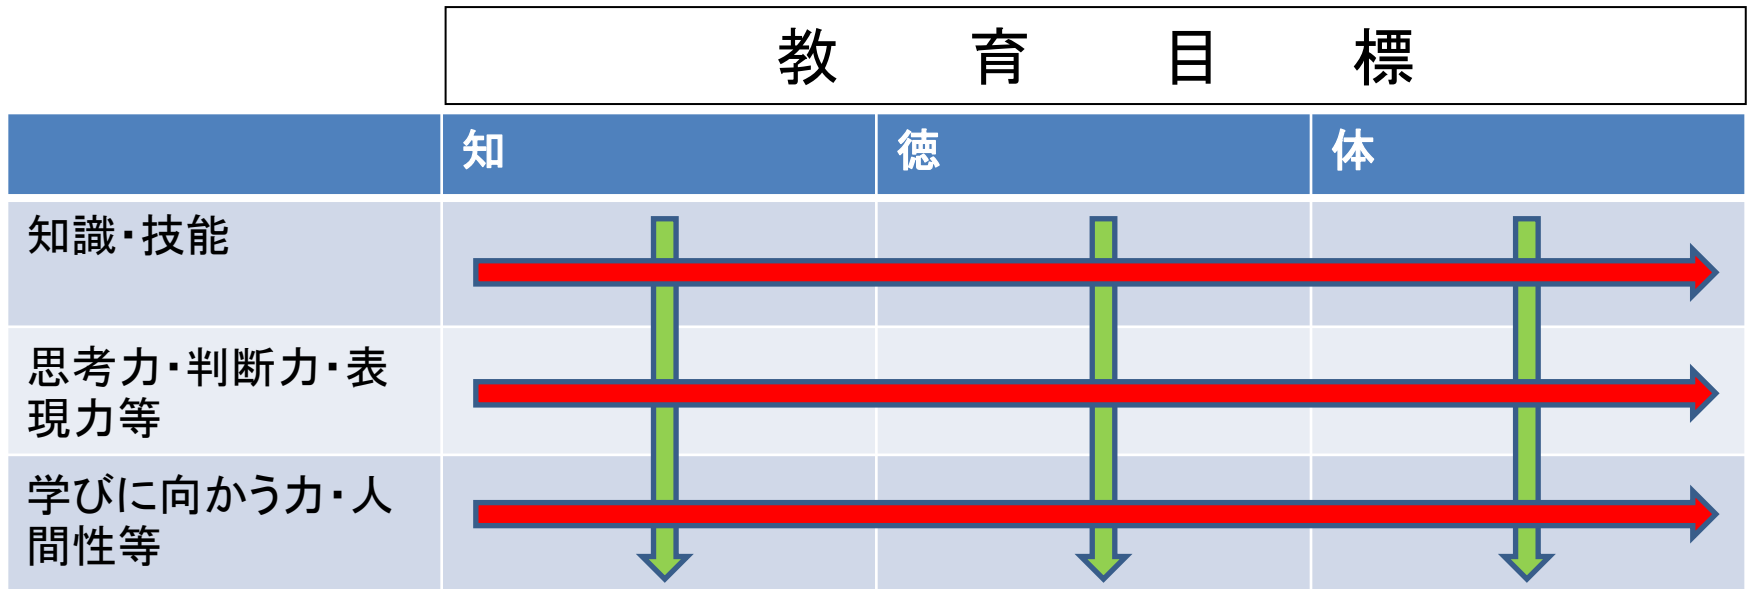 教育目標
知 徳 体
知識・技能
思考力・判断力・表
現力等
学びに向かう力・人
間性等